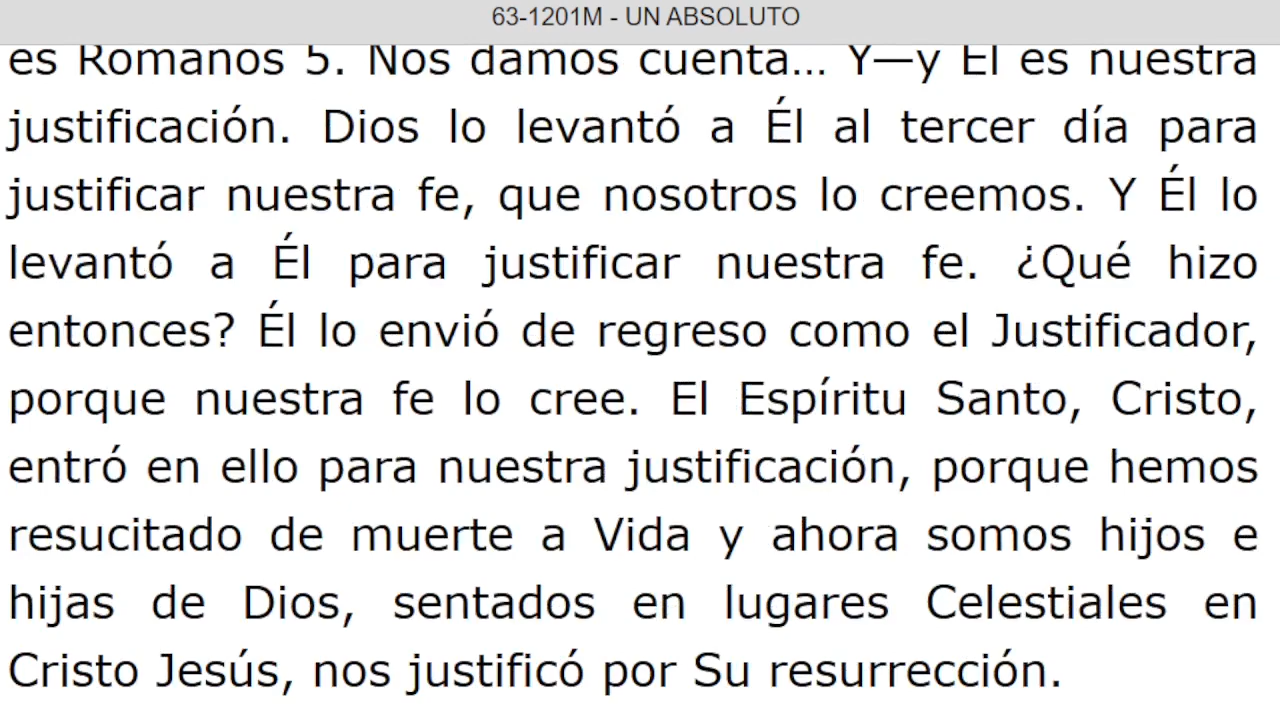 63-1201M - UN ABSOLUTO
es Romanos 5. Nos damos cuenta... Y—y Él es nuestra
justificación. Dios lo levantó a Él al tercer día para
justificar nuestra fe, que nosotros lo creemos. Y Él lo
levantó a Él para justificar nuestra fe. ¿Qué hizo
entonces? Él lo envió de regreso como el Justificador,
porque nuestra fe lo cree. El Espíritu Santo, Cristo,
entró en ello para nuestra justificación, porque hemos
resucitado de muerte a Vida y ahora somos hijos e
hijas de Dios, sentados en lugares Celestiales en
Cristo Jesús, nos justificó por Su resurrección.